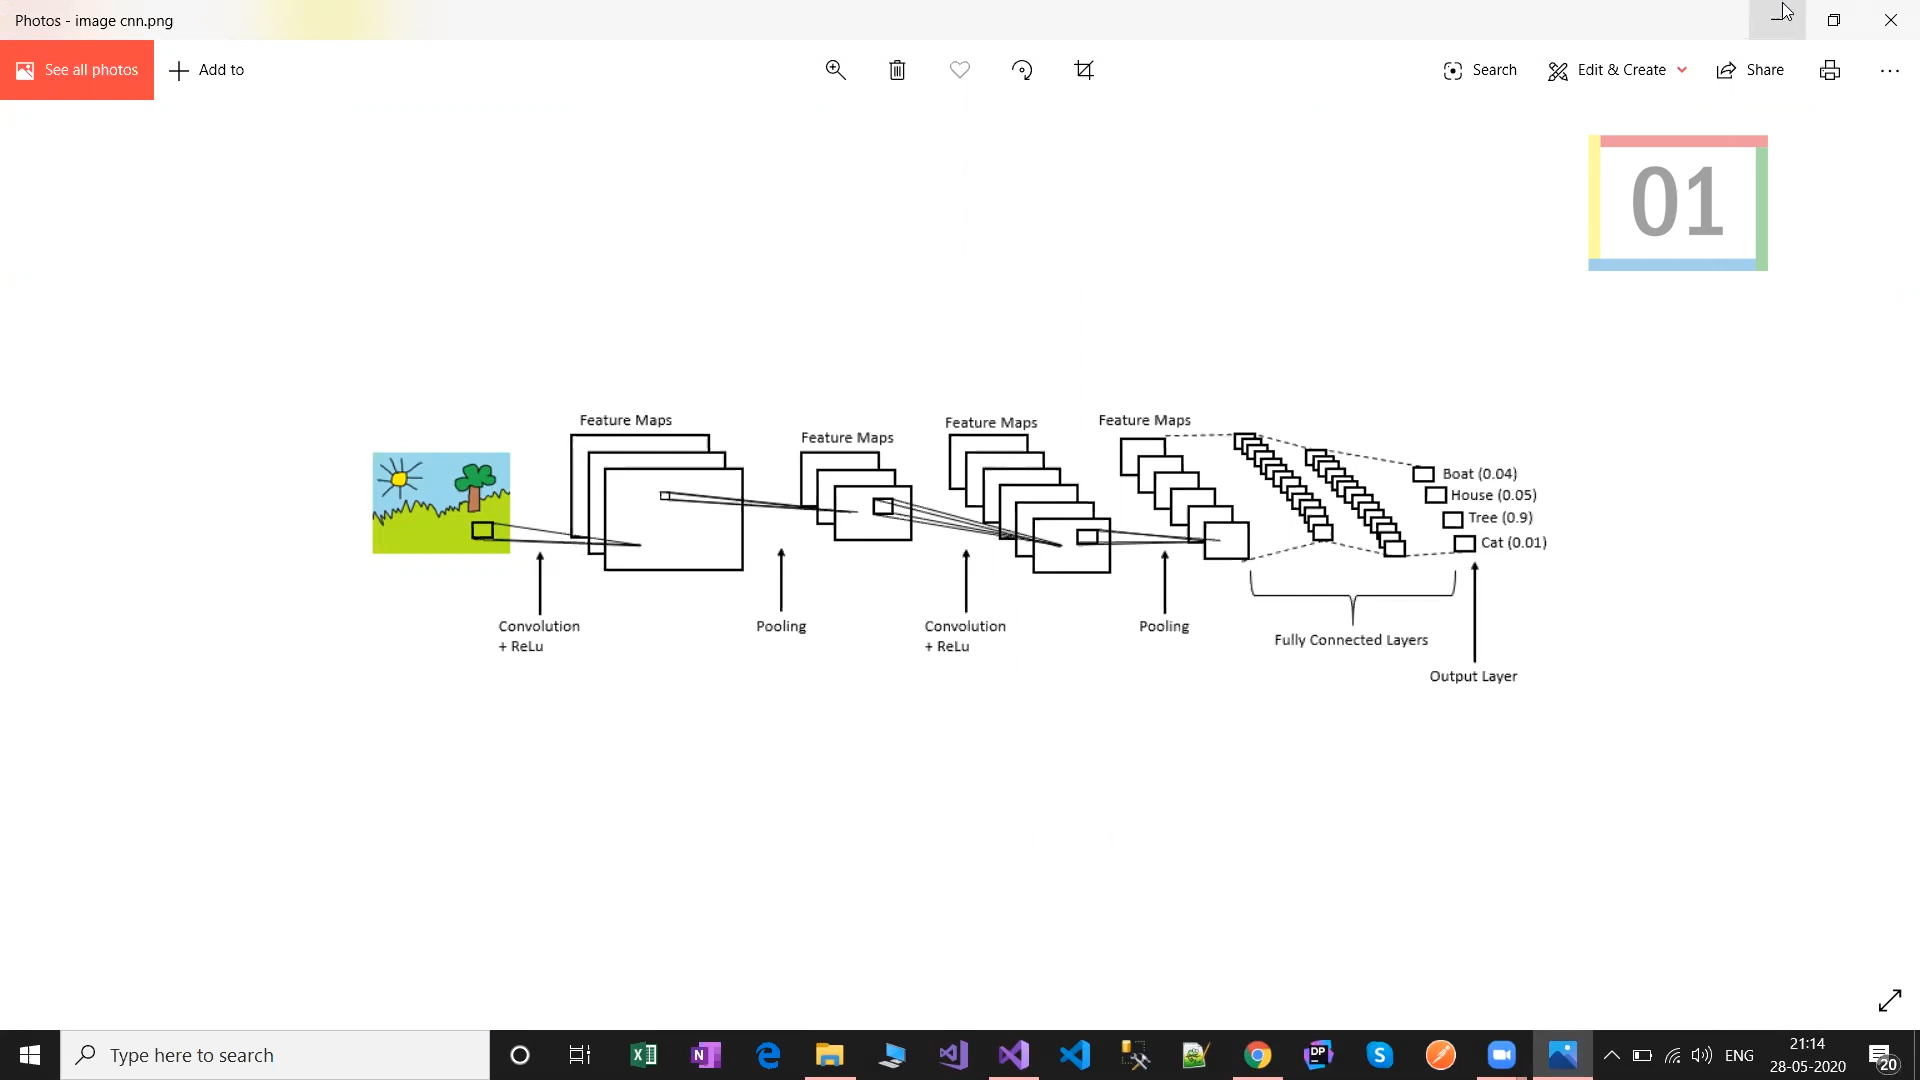 Photos - image cnn.png
See all photos
Add to
Search
Edit & Create
Share
01
Feature Maps
Feature Maps
Feature Maps
Feature Maps
Boat (0.04)
House (0.05)
Tree (0.9)
Cat (0.01)
Convolution
+ ReLu
Pooling
Convolution
+ ReLu
Pooling
Fully Connected Layers
Output Layer
Type here to search
DP
ENG
21:14
28-05-2020
20